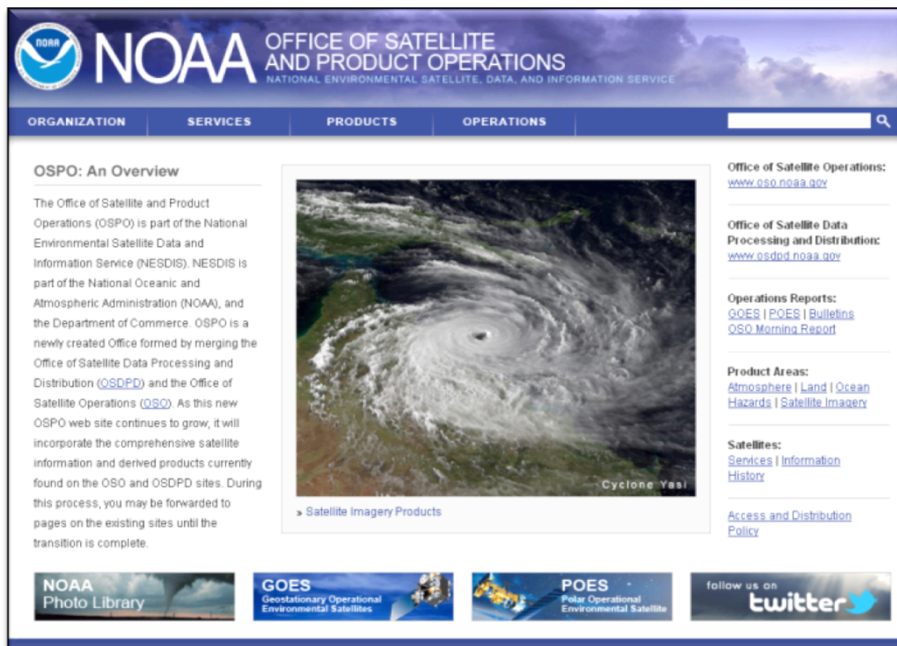 NOAA
NOAA
OFFICE OF SATELLITE
AND PRODUCT OPERATIONS
NATIONAL ENVIRONMENTAL SATELLITE, DATA, AND INFORMATION SERVICE
ORGANIZATION SERVICES PRODUCTS OPERATIONS
OSPO: An Overview
The Office of Satellite and Product
Operations (OSPO) is part of the National
Environmental Satellite Data and
Information Service (NESDIS). NESDIS is
part of the National Oceanic and
Atmospheric Administration (NOAA), and
the Department of Commerce. OSPO is a
newly created Office formed by merging the
Office of Satellite Data Processing and
Distribution (OSDPD) and the Office of
Satellite Operations (OSO). As this new
OSPO web site continues to grow, it will
incorporate the comprehensive satellite
information and derived products currently
found on the OSO and OSDPD sites. During
this process, you may be forwarded to
pages on the existing sites until the
transition is complete.
Cyclone Yasi
» Satellite Imagery Products
Office of Satellite Operations:
www.oso.noaa.gov
Office of Satellite Data
Processing and Distribution:
www.osdpd.noaa.gov
Operations Reports:
GOES | POES | Bulletins
OSO Morning Report
Product Areas:
Atmosphere | Land | Ocean
Hazards | Satellite Imagery
Satellites:
Services | Information
History
Access and Distribution
Policy
NOAA
Photo Library
GOES
Geostationary Operational
Environmental Satellites
POES
Polar Operational
Environmental Satellite
follow us on
twitter